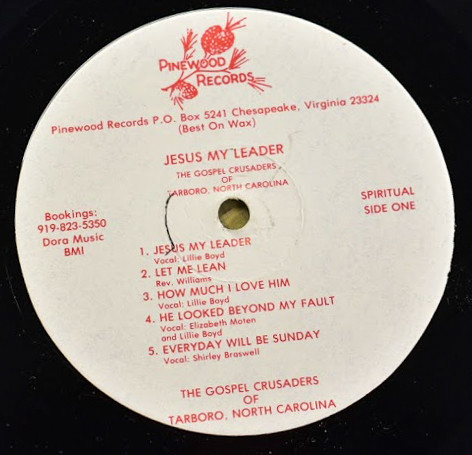 PINEWOOD
RECORDS
Pinewood Records P.O. Box 5241 Chesapeake, Virginia 23324
(Best On Wax)
JESUS MY LEADER
THE GOSPEL CRUSADERS
OF
TARBORO, NORTH CAROLINA
Bookings:
919-823-5350
Dora Music
BMI
SPIRITUAL
SIDE ONE
1. JESUS MY LEADER
Vocal: Lillie Boyd
2. LET ME LEAN
Rev. Williams
3. HOW MUCH I LOVE HIM
Vocal: Lillie Boyd
4. HE LOOKED BEYOND MY FAULT
Vocal: Elizabeth Moten
and Lillie Boyd
5. EVERYDAY WILL BE SUNDAY
Vocal: Shirley Braswell
THE GOSPEL CRUSADERS
OF
TARBORO, NORTH CAROLINA